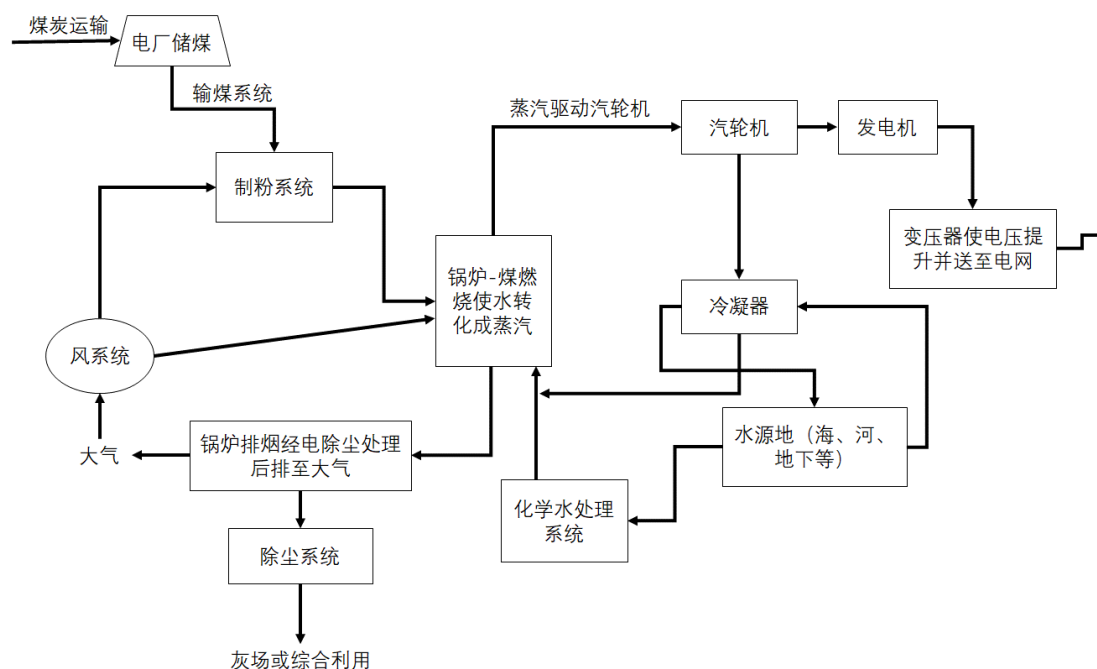 煤炭运输
电厂储煤
输煤系统
蒸汽驱动汽轮机
汽轮机
发电机
制粉系统
变压器使电压提
升并送至电网
锅炉-煤燃
烧使水转
化成蒸汽
冷凝器
风系统
大气
锅炉排烟经电除尘处理
后排至大气
水源地（海、河、
地下等）
化学水处理
系统
除尘系统
灰场或综合利用